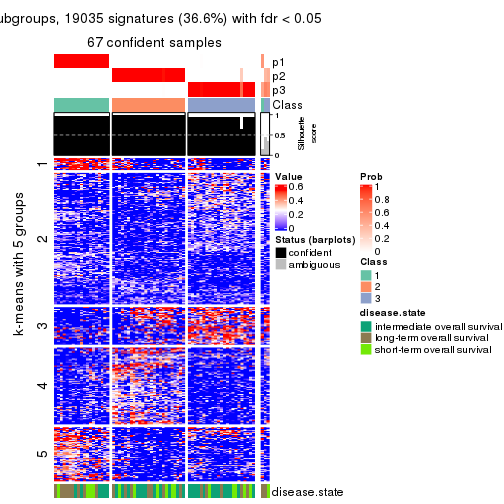 ubgroups, 19035 signatures (36.6%) with fdr < 0.05
67 confident samples
p1
p2
p3
Class
1
0.5
0
Silhouette
score
k-means with 5 groups
1
2
3
4
5
disease.state
Value
0.6
0.4
0.2
0
Status (barplots)
confident
ambiguous
Prob
1
0.8
0.6
0.4
0.2
0
Class
1
2
3
disease.state
intermediate overall survival
long-term overall survival
short-term overall survival